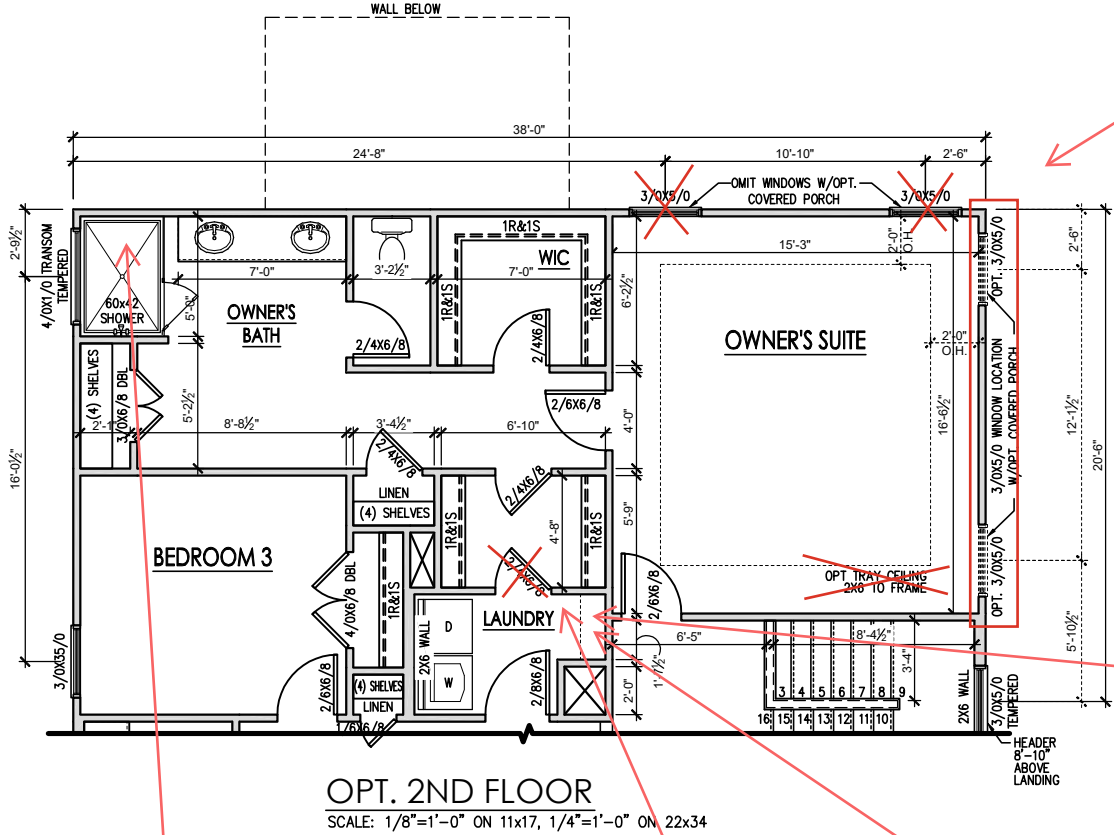 WALL BELOW
38'-0"
24'-8"
10'-10"
2'-6"
3/0X5/0
OMIT WINDOWS W/OPT.
COVERED PORCH
3/0X5/0
2'-9½"
4/0X1/0 TRANSOM
TEMPERED
60x42
SHOWER
7'-0"
5'-0"
3'-2½"
OWNER'S
BATH
2/4X6/8
1R&1S
WIC
7'-0"
1R&1S
1R&1S
2/4X6/8
6'-2½"
15'-3"
2'-0"
O.H.
OWNER'S SUITE
2'-0"
O.H.
OPT. 3/0X5/0
3/0X5/0 WINDOW LOCATION
W/OPT. COVERED PORCH
OPT. 3/0X5/0
2'-6"
12'-1½"
20'-6"
5'-10½"
(4) SHELVES
3/0X6/8 DBL
5'-2½"
2'-1"
8'-8½"
3'-4½"
6'-10"
2/6X6/8
4'-0"
16'-6½"
16'-0½"
2/4X6/8
LINEN
(4) SHELVES
2/4X6/8
1R&1S
4'-8"
1R&1S
5'-9"
BEDROOM 3
4/0X6/8 DBL
1R&1S
OPT TRAY CEILING
2X6 TO FRAME
2/6X6/8
2X6 WALL
D
W
LAUNDRY
2/8X6/8
6'-5"
8'-4½"
1'-7½"
3'-4"
2'-0"
3/0X35/0
2/6X6/8
(4) SHELVES
LINEN
1/6X6/8
3 4 5 6 7 8 9
16 15 14 13 12 11 10
2X6 WALL
3/0X5/0
TEMPERED
HEADER
8'-10"
ABOVE
LANDING
OPT. 2ND FLOOR
SCALE: 1/8"=1'-0" ON 11x17, 1/4"=1'-0" ON 22x34